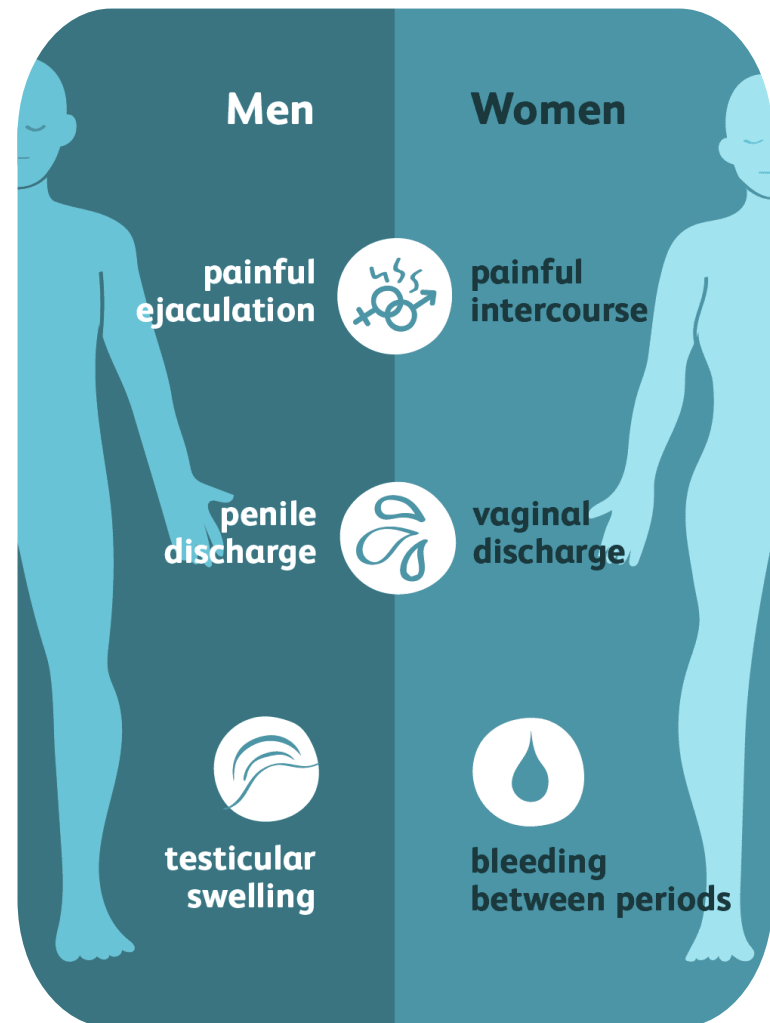 Men
Women
painful
ejaculation
painful
intercourse
penile
discharge
vaginal
discharge
testicular
swelling
bleeding
between periods